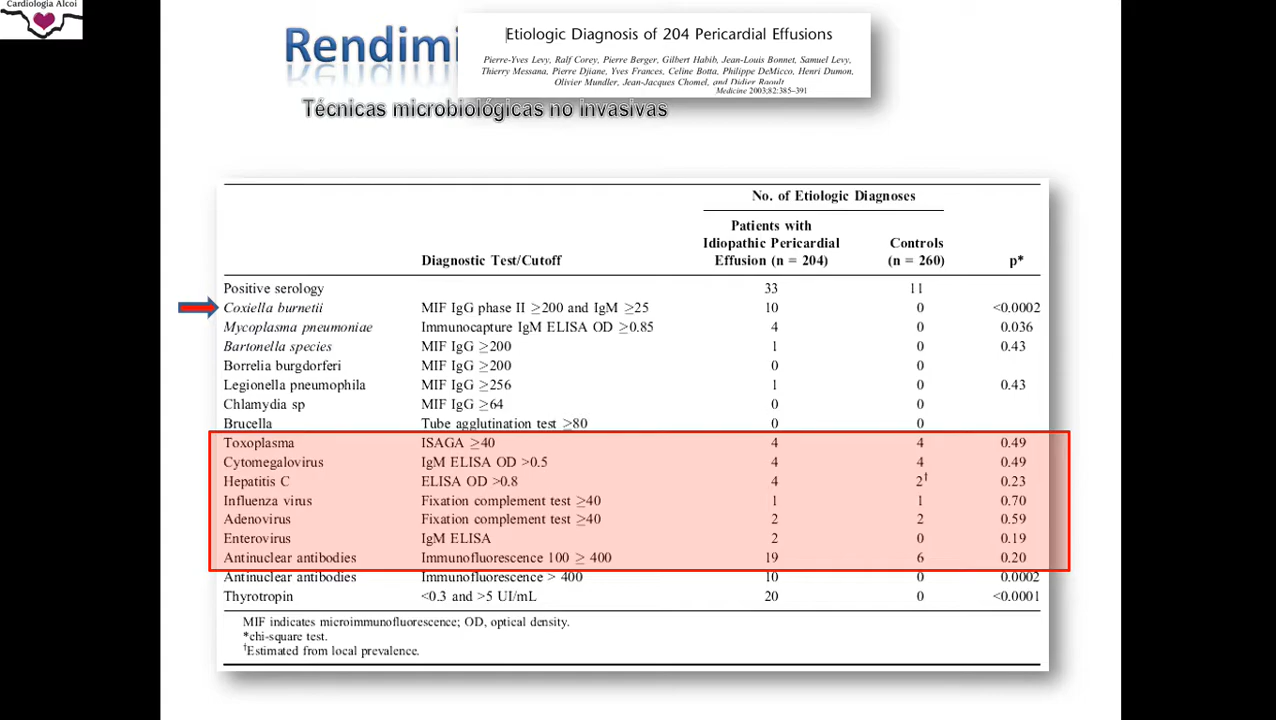 Cardiología Alcoi
Rendimi
Etiologic Diagnosis of 204 Pericardial Effusions
Pierre-Yves Levy, Ralf Corey, Pierre Berger, Gilbert Habib, Jean-Louis Bonnet, Samuel Levy,
Thierry Messana, Pierre Djiane, Yves Frances, Celine Botta, Philippe DeMicco, Henri Dumon,
Olivier Mundler, Jean-Jacques Chomel, and Didier Raoult
Medicine 2003;82:385–391
Técnicas microbiológicas no invasivas
No. of Etiologic Diagnoses
Patients with
Idiopathic Pericardial Controls
Diagnostic Test/Cutoff Effusion (n = 204) (n = 260) p*
Positive serology 33 11
Coxiella burnetii MIF IgG phase II ≥200 and IgM ≥25 10 0 <0.0002
Mycoplasma pneumoniae Immunocapture IgM ELISA OD ≥0.85 4 0 0.036
Bartonella species MIF IgG ≥200 1 0 0.43
Borrelia burgdorferi MIF IgG ≥200 0 0
Legionella pneumophila MIF IgG ≥256 1 0 0.43
Chlamydia sp MIF IgG ≥64 0 0
Brucella Tube agglutination test ≥80 0 0
Toxoplasma ISAGA ≥40 4 4 0.49
Cytomegalovirus IgM ELISA OD >0.5 4 4 0.49
Hepatitis C ELISA OD >0.8 4 2† 0.23
Influenza virus Fixation complement test ≥40 1 1 0.70
Adenovirus Fixation complement test ≥40 2 2 0.59
Enterovirus IgM ELISA 2 0 0.19
Antinuclear antibodies Immunofluorescence 100 ≥ 400 19 6 0.20
Antinuclear antibodies Immunofluorescence > 400 10 0 0.0002
Thyrotropin <0.3 and >5 UI/mL 20 0 <0.0001
MIF indicates microimmunofluorescence; OD, optical density.
*chi-square test.
†Estimated from local prevalence.